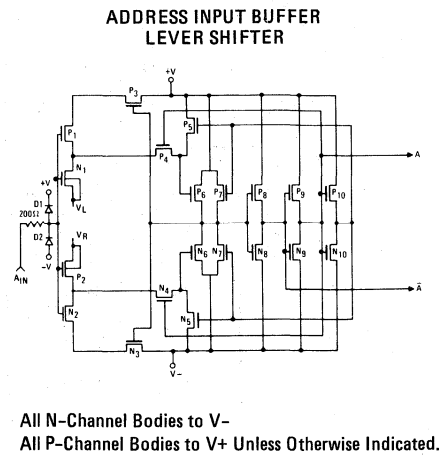 ADDRESS INPUT BUFFER
LEVER SHIFTER
+V
P3
P1
P5
P4
A
N1
+V
P6 P7 P8 P9 P10
D1
VL
200Ω
VR
D2
N6 N7 N8 N9 N10
-V
P2
AIN
Ā
N4
N2
N5
N3
V-
All N-Channel Bodies to V-
All P-Channel Bodies to V+ Unless Otherwise Indicated.